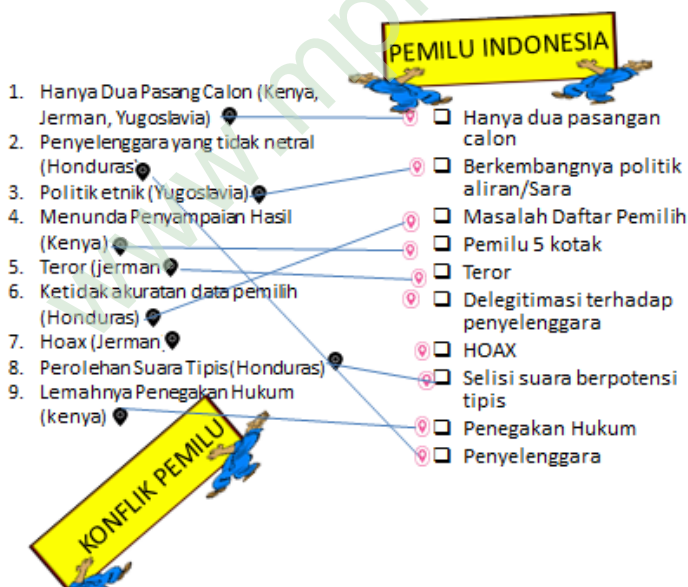 PEMILU INDONESIA
1. Hanya Dua Pasang Calon (Kenya,
Jerman, Yugoslavia)
2. Penyelenggara yang tidak netral
(Honduras)
3. Politik etnik (Yugoslavia)
4. Menunda Penyampaian Hasil
(Kenya)
5. Teror (jerman
6. Ketidak akuratan data pemilih
(Honduras)
7. Hoax (Jerman
8. Perolehan Suara Tipis (Honduras)
9. Lemahnya Penegakan Hukum
(kenya)
Hanya dua pasangan
calon
Berkembangnya politik
aliran/Sara
Masalah Daftar Pemilih
Pemilu 5 kotak
Teror
Delegitimasi terhadap
penyelenggara
HOAX
Selisi suara berpotensi
tipis
Penegakan Hukum
Penyelenggara
KONFLIK PEMILU